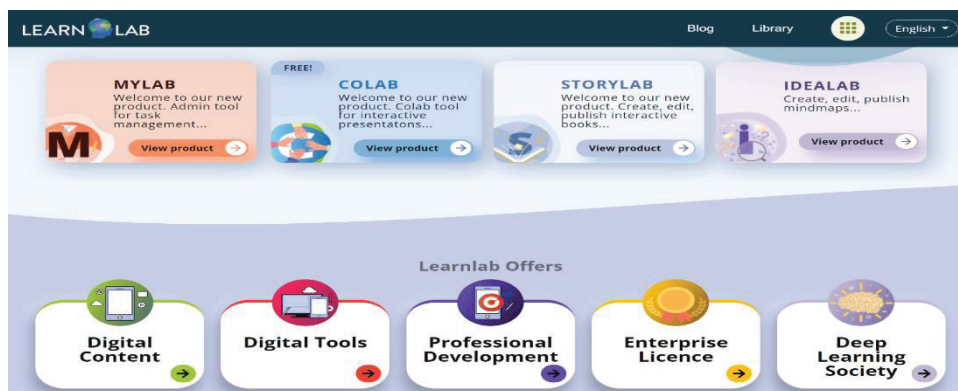 LEARN LAB
Blog
Library
English
MYLAB
Welcome to our new
product. Admin tool
for task
management...
View product
FREE!
COLAB
Welcome to our new
product. Colab tool
for interactive
presentatons...
View product
STORYLAB
Welcome to our new
product. Create, edit,
publish interactive
books...
View product
IDEALAB
Create, edit, publish
mindmaps...
View product
M
S
i
Learnlab Offers
Digital
Content
Digital Tools
Professional
Development
Enterprise
Licence
Deep
Learning
Society